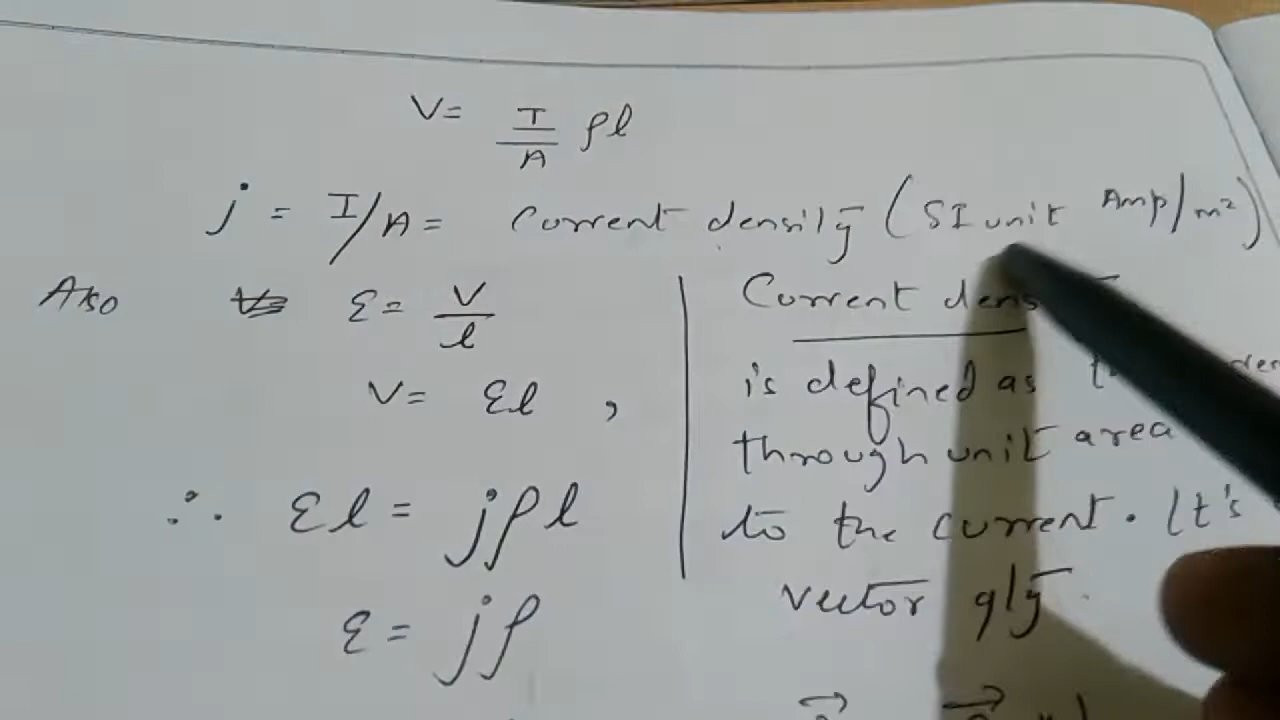 V= I/A ρl
j = I/A = Current density (SI unit Amp/m²)
Also ε= V/l
V= εl ,
∴ εl = jρl
ε = jρ
Current
is defined as
through unit area
to the current. It's
vector qty.